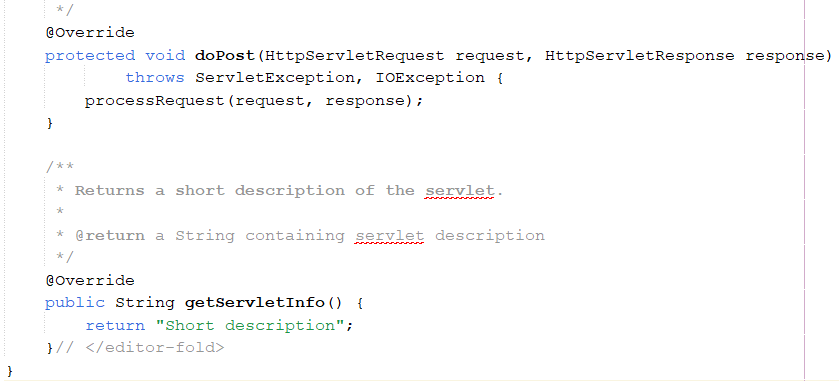 */
@Override
protected void doPost(HttpServletRequest request, HttpServletResponse response)
throws ServletException, IOException {
processRequest(request, response);
}
/**
* Returns a short description of the servlet.
*
* @return a String containing servlet description
*/
@Override
public String getServletInfo() {
return "Short description";
}// </editor-fold>
}